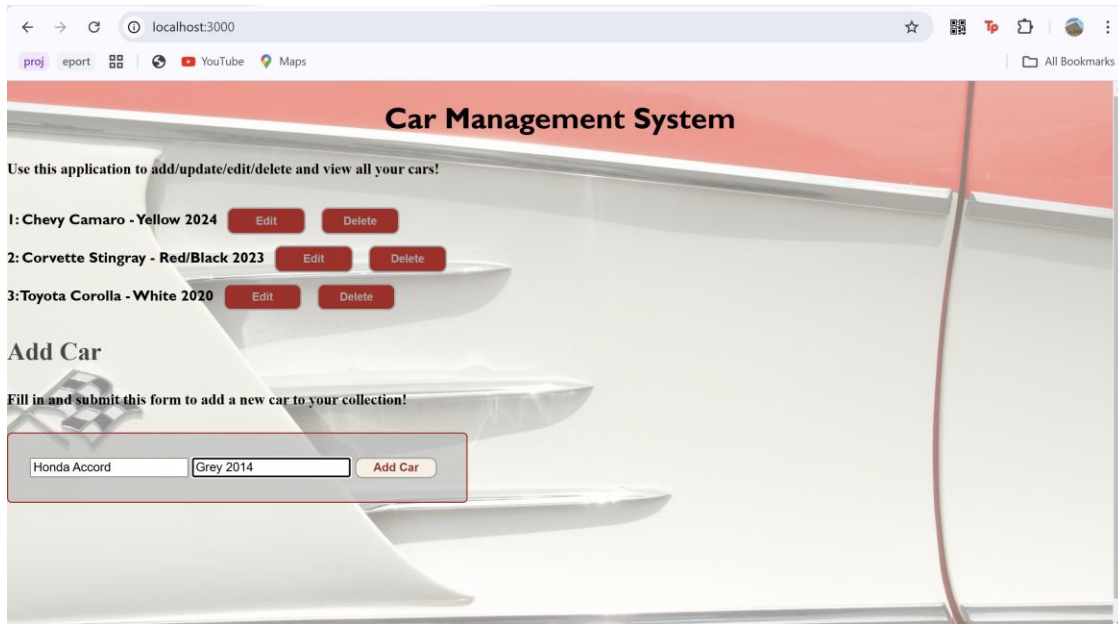 localhost:3000
Tp
proj eport YouTube Maps All Bookmarks
Car Management System
Use this application to add/update/edit/delete and view all your cars!
1: Chevy Camaro - Yellow 2024 Edit Delete
2: Corvette Stingray - Red/Black 2023 Edit Delete
3: Toyota Corolla - White 2020 Edit Delete
Add Car
Fill in and submit this form to add a new car to your collection!
Honda Accord Grey 2014 Add Car